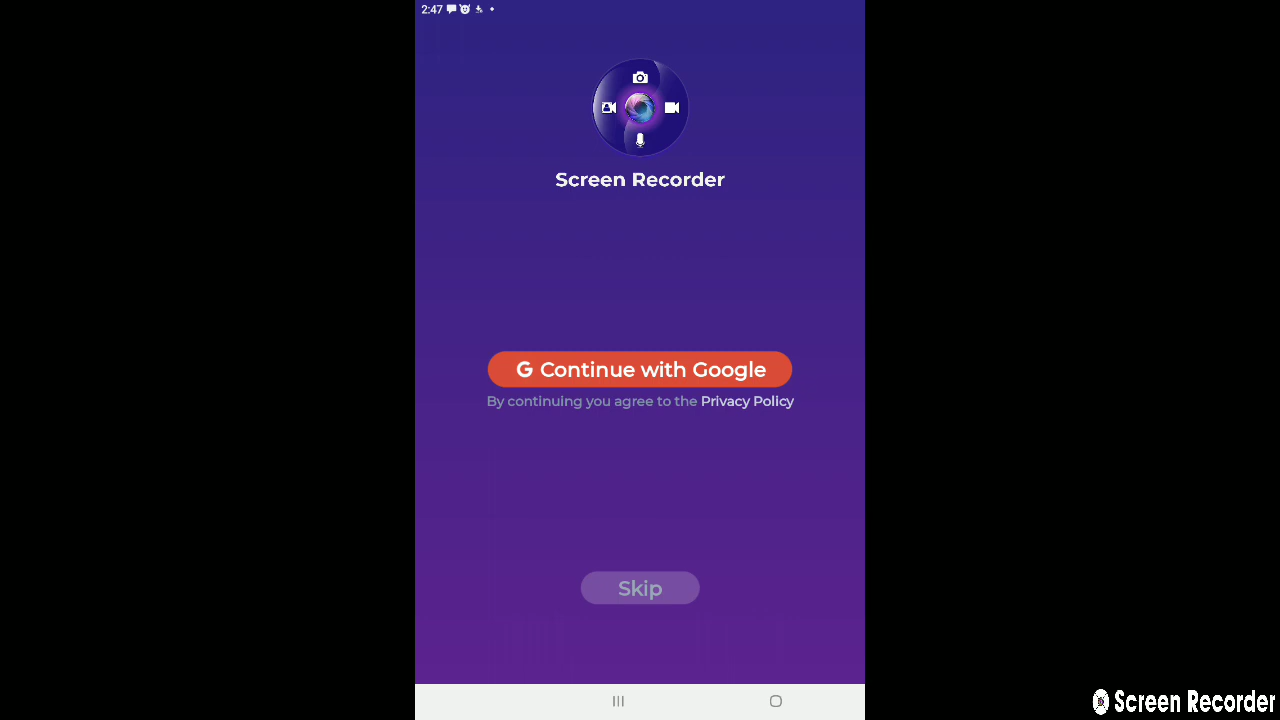 2:47
Screen Recorder
G Continue with Google
By continuing you agree to the Privacy Policy
Skip
Screen Recorder